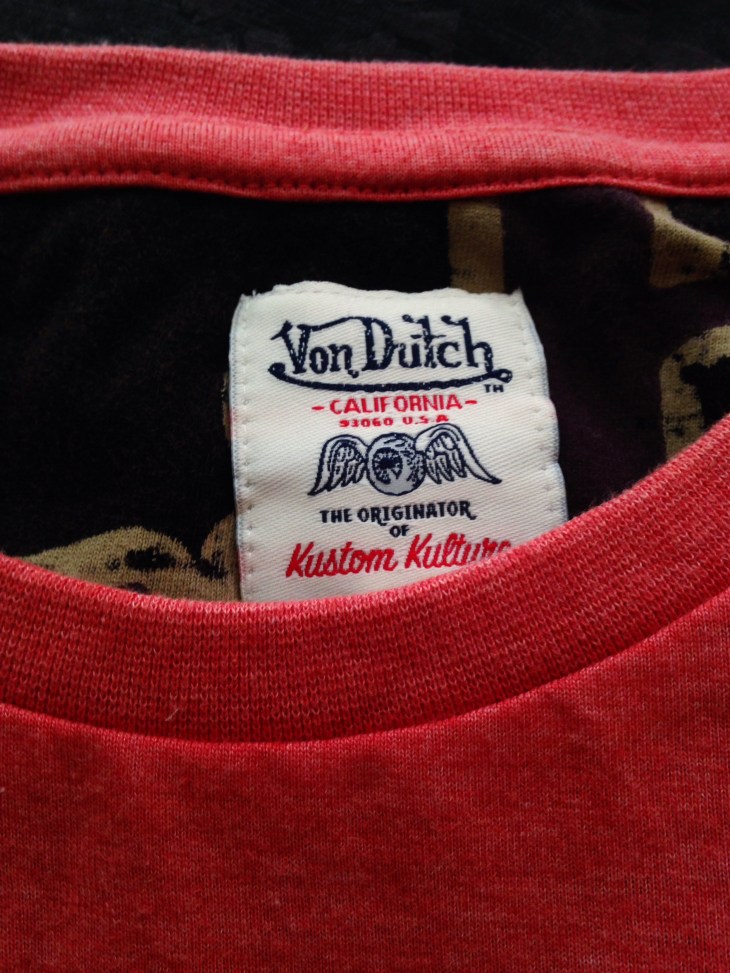 Von Dutch
TM
- CALIFORNIA -
93060 U.S.A
THE ORIGINATOR
OF
Kustom Kulture